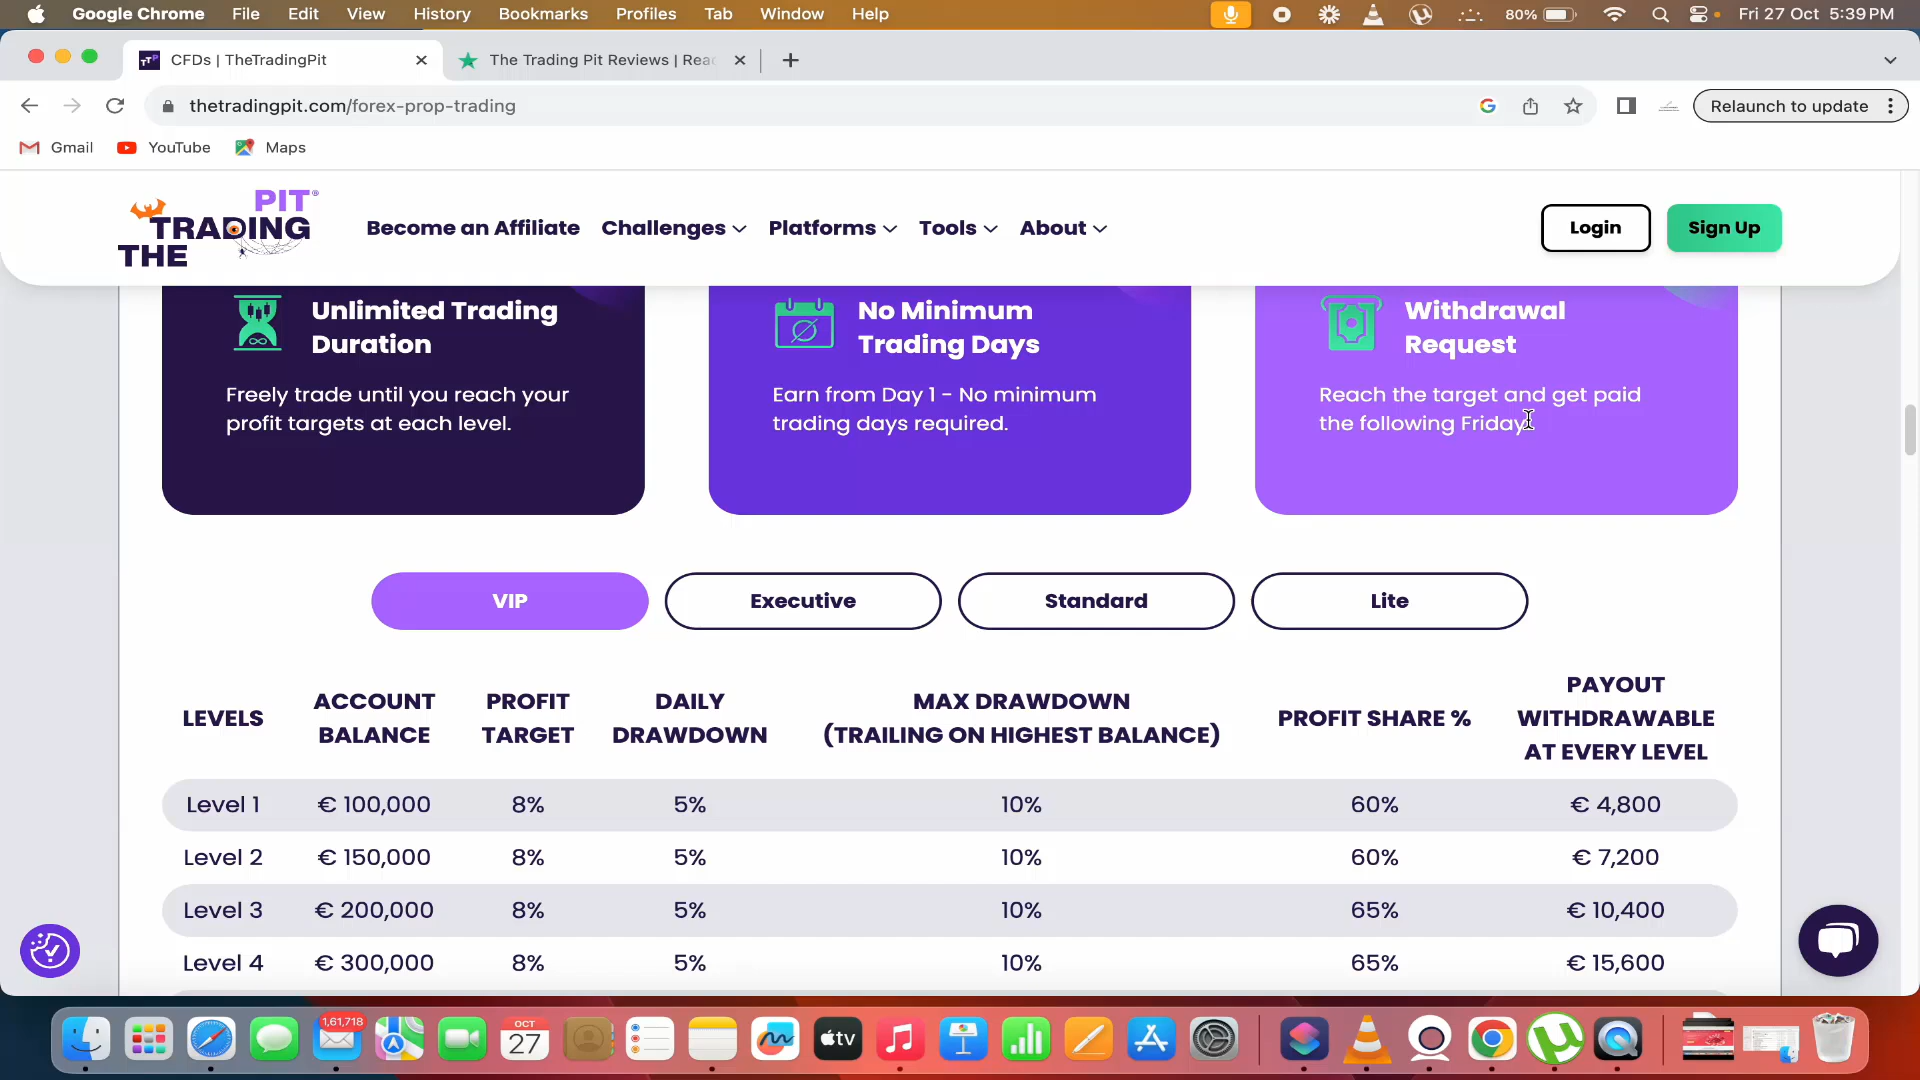 Google Chrome File Edit View History Bookmarks Profiles Tab Window Help 80% Fri 27 Oct 5:39 PM
CFDs | TheTradingPit The Trading Pit Reviews | Rea
thetradingpit.com/forex-prop-trading Relaunch to update
Gmail YouTube Maps
PIT®
TRADING
THE
Become an Affiliate Challenges Platforms Tools About Login Sign Up
Unlimited Trading
Duration
Freely trade until you reach your
profit targets at each level.
No Minimum
Trading Days
Earn from Day 1 - No minimum
trading days required.
Withdrawal
Request
Reach the target and get paid
the following Friday.
VIP Executive Standard Lite
LEVELS
ACCOUNT
BALANCE
PROFIT
TARGET
DAILY
DRAWDOWN
MAX DRAWDOWN
(TRAILING ON HIGHEST BALANCE)
PROFIT SHARE %
PAYOUT
WITHDRAWABLE
AT EVERY LEVEL
Level 1 € 100,000 8% 5% 10% 60% € 4,800
Level 2 € 150,000 8% 5% 10% 60% € 7,200
Level 3 € 200,000 8% 5% 10% 65% € 10,400
Level 4 € 300,000 8% 5% 10% 65% € 15,600
1,61,718
OCT
27
tv